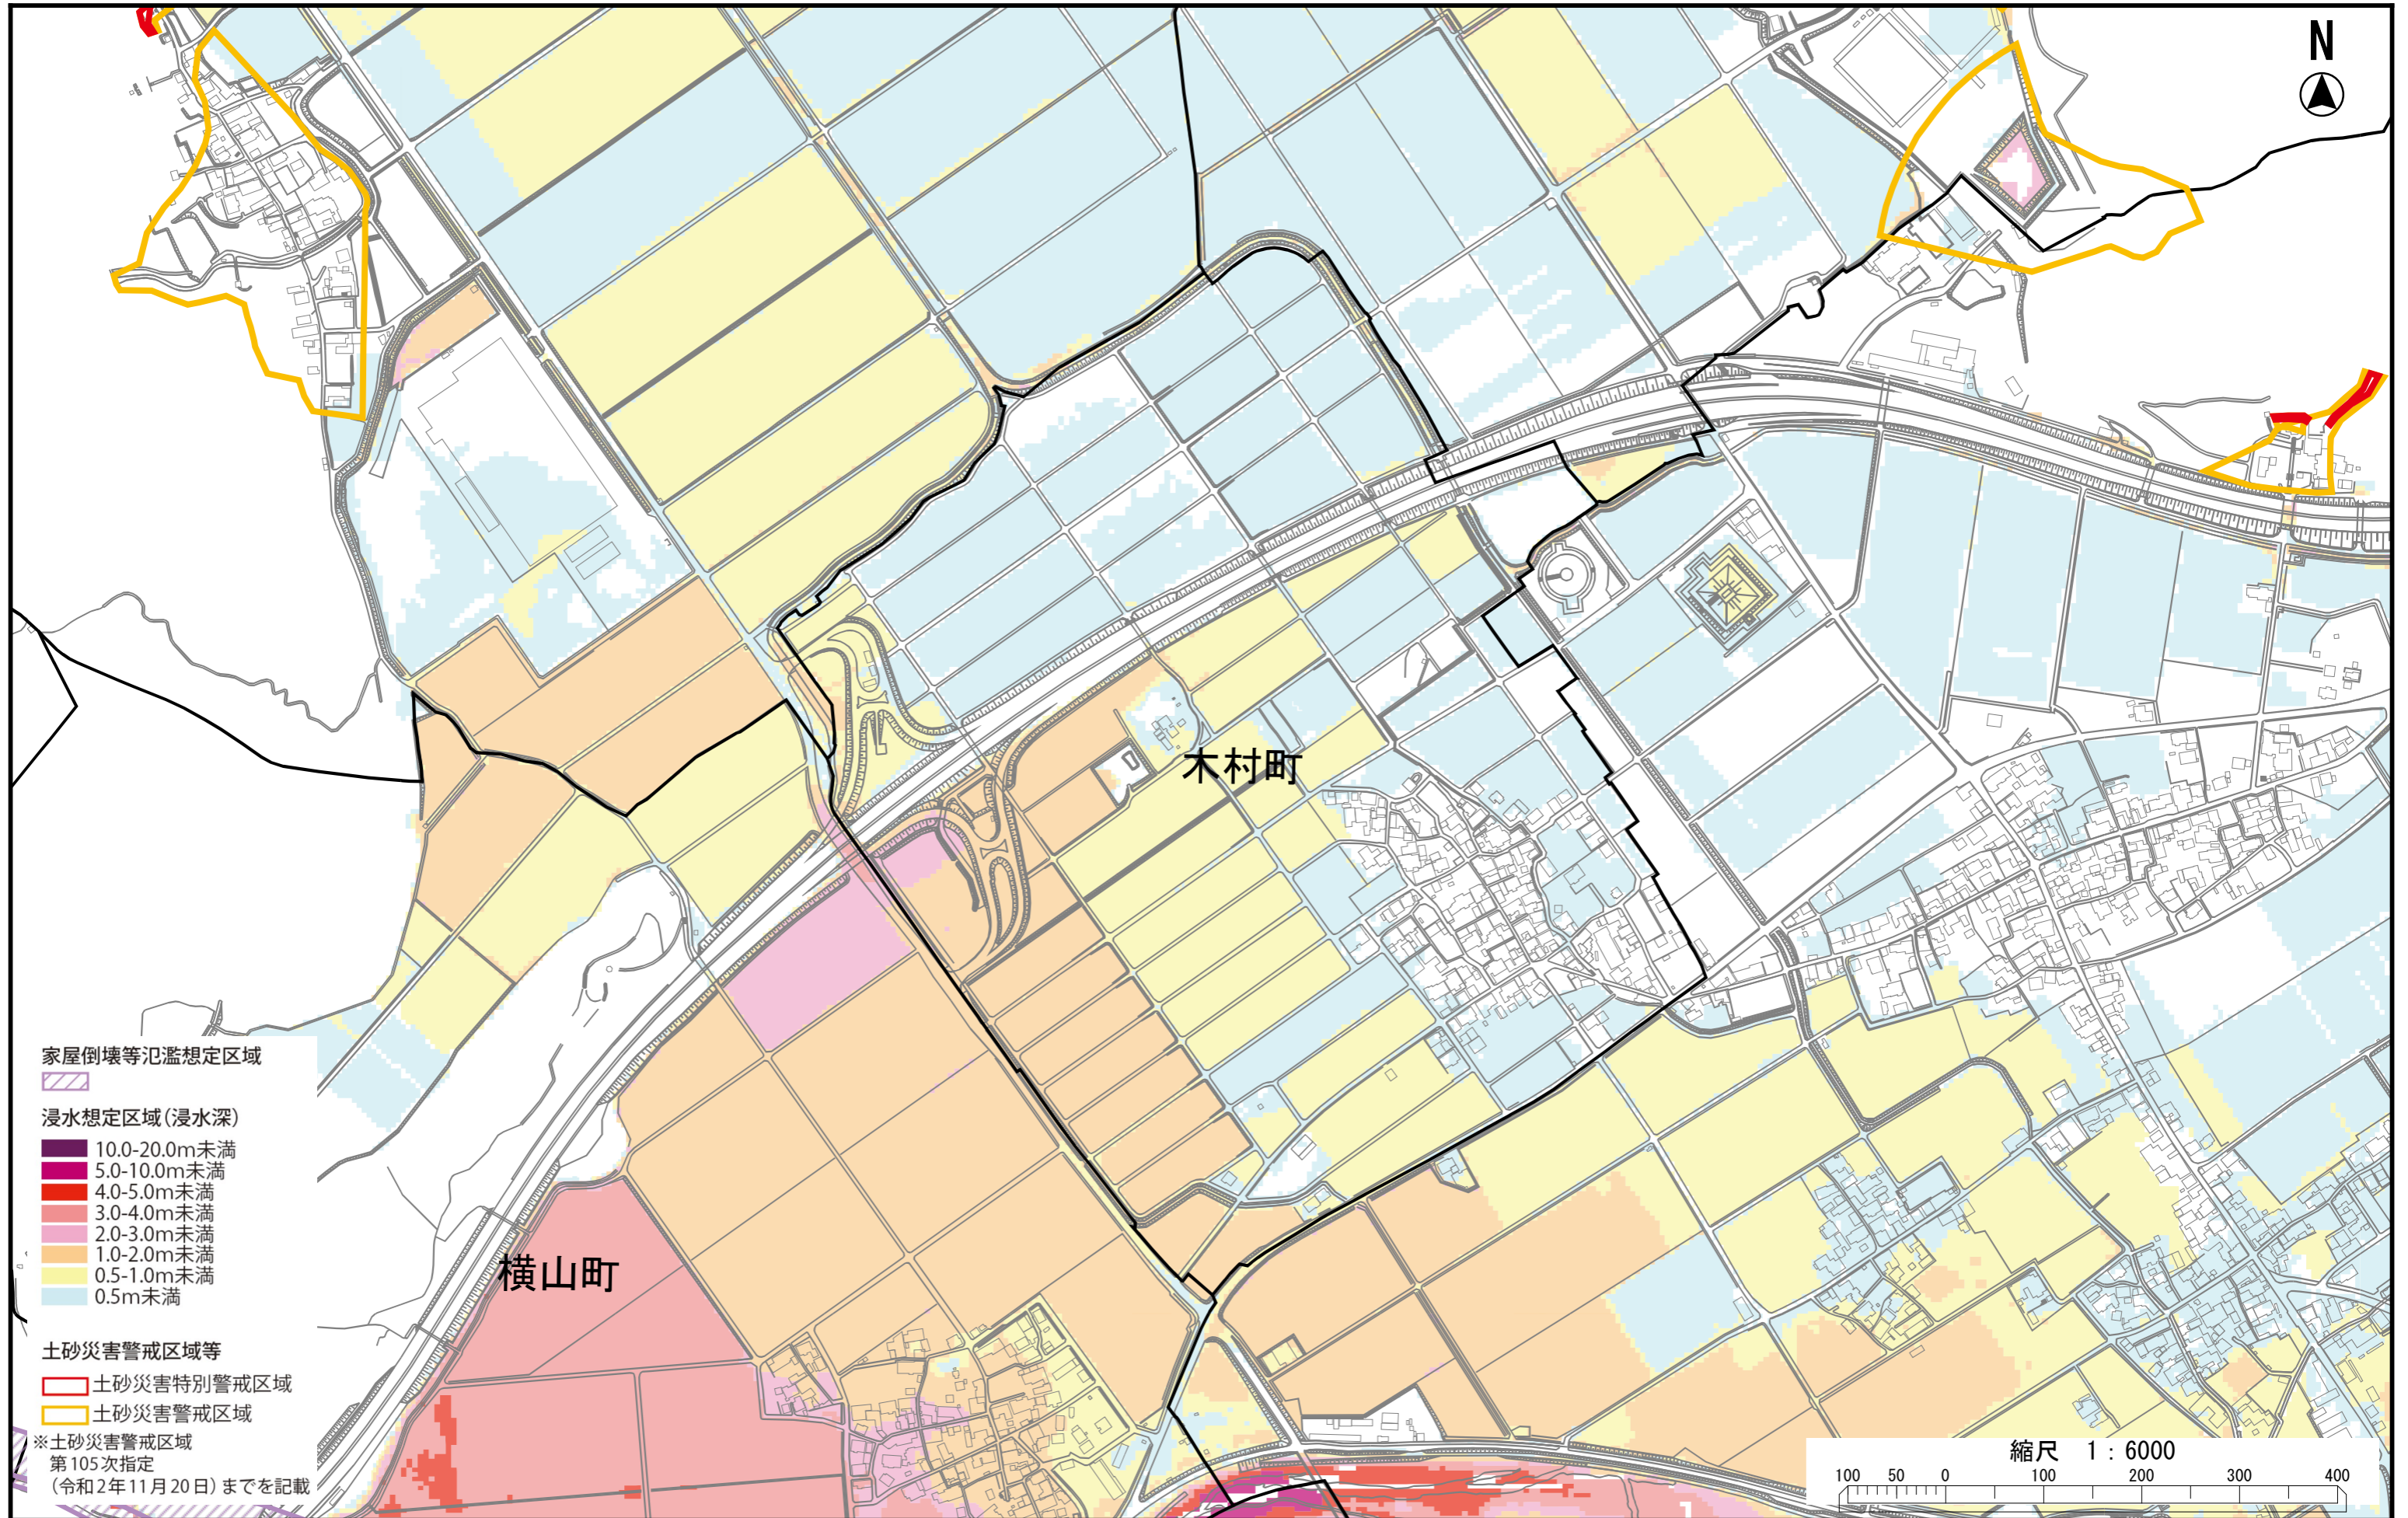 N
木村町
横山町
家屋倒壊等氾濫想定区域
浸水想定区域(浸水深)
10.0-20.0m未満
5.0-10.0m未満
4.0-5.0m未満
3.0-4.0m未満
2.0-3.0m未満
1.0-2.0m未満
0.5-1.0m未満
0.5m未満
土砂災害警戒区域等
土砂災害特別警戒区域
土砂災害警戒区域
※土砂災害警戒区域
第105次指定
(令和2年11月20日)までを記載
縮尺 1:6000
100 50 0 100 200 300 400